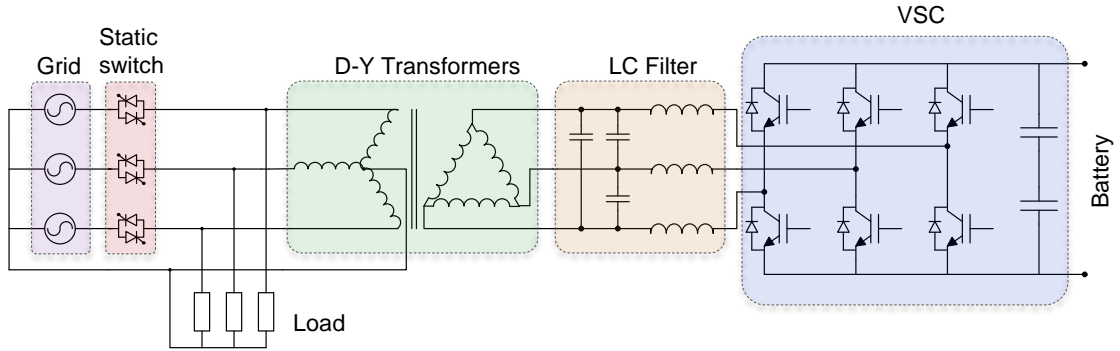 VSC
Static
switch
Grid
D-Y Transformers
LC Filter
Battery
Load